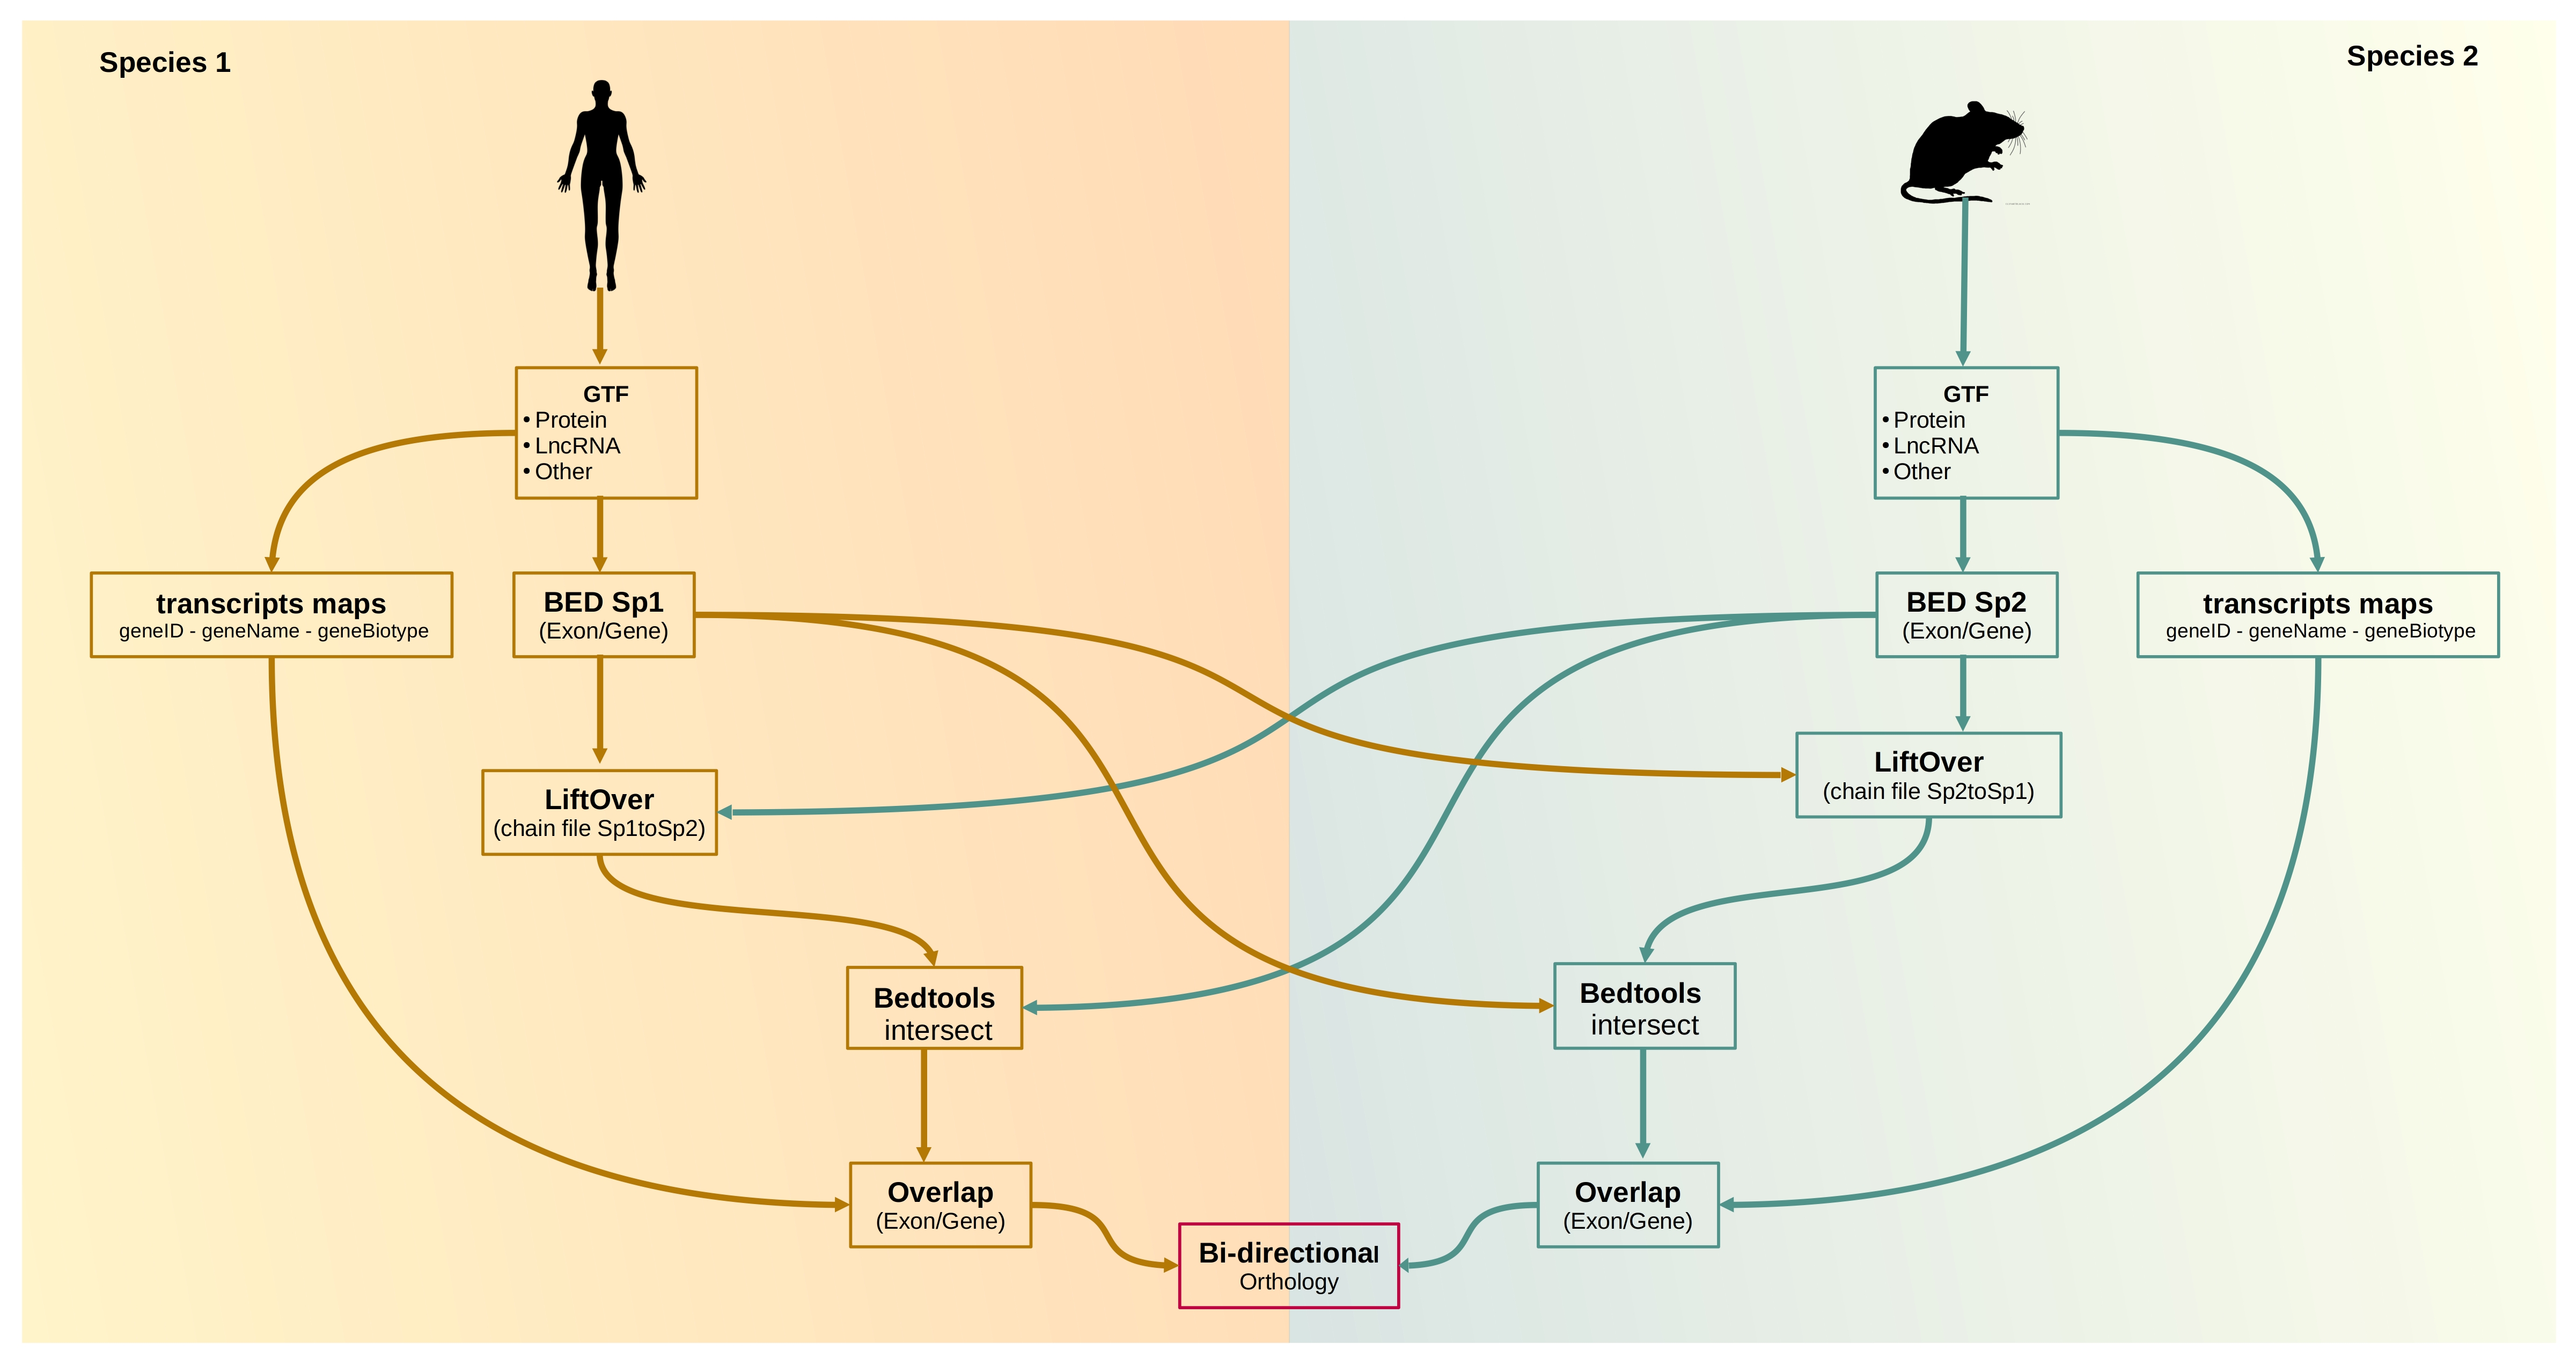 Species 1
Species 2
GTF
• Protein
• LncRNA
• Other
GTF
• Protein
• LncRNA
• Other
transcripts maps
geneID - geneName - geneBiotype
BED Sp1
(Exon/Gene)
BED Sp2
(Exon/Gene)
transcripts maps
geneID - geneName - geneBiotype
LiftOver
(chain file Sp1toSp2)
LiftOver
(chain file Sp2toSp1)
Bedtools
intersect
Bedtools
intersect
Overlap
(Exon/Gene)
Overlap
(Exon/Gene)
Bi-directional
Orthology